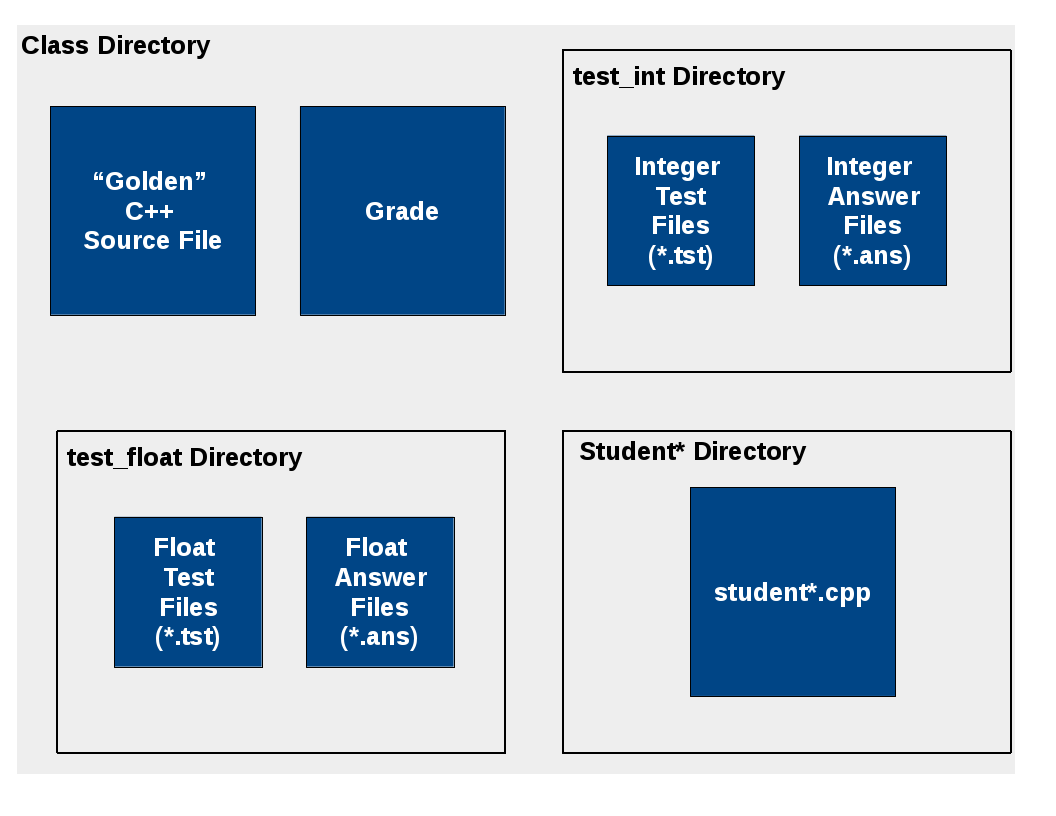 Class Directory
“Golden”
C++
Source File
Grade
test_int Directory
Integer
Test
Files
(*.tst)
Integer
Answer
Files
(*.ans)
test_float Directory
Float
Test
Files
(*.tst)
Float
Answer
Files
(*.ans)
Student* Directory
student*.cpp